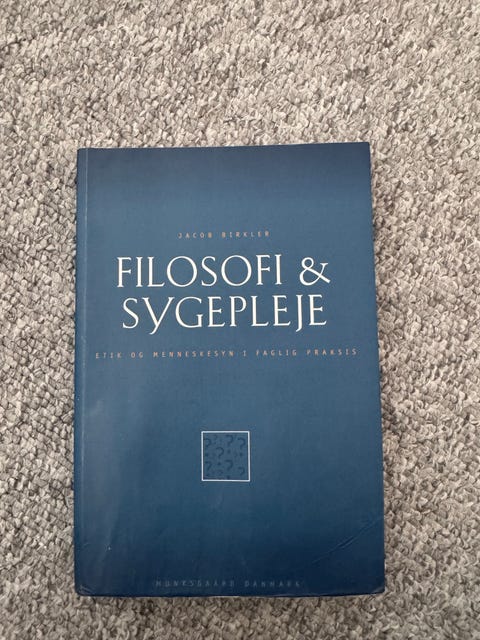 JACOB BIRKLER
FILOSOFI &
SYGEPLEJE
ETIK OG MENNESKESYN I FAGLIG PRAKSIS
MUNKSGAARD DANMARK